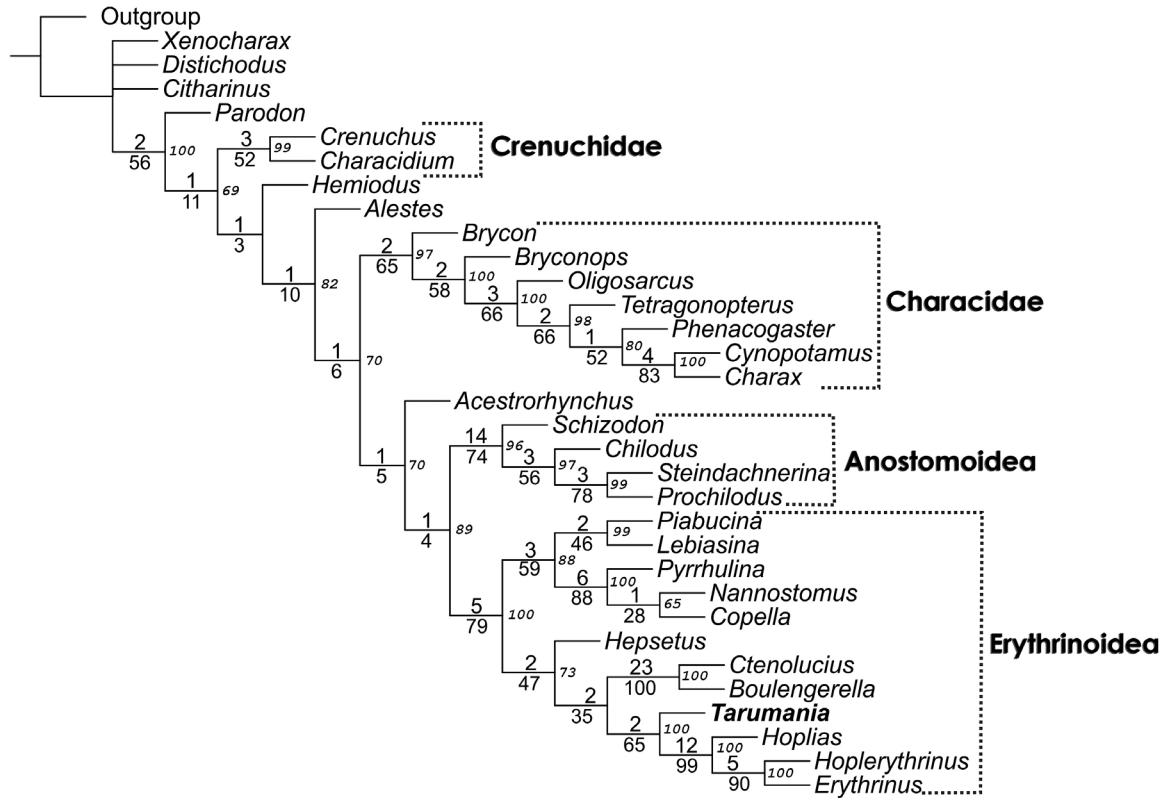 Outgroup
Xenocharax
Distichodus
Citharinus
Parodon
2
56
100
Crenuchus
3
52
99
Characidium
Crenuchidae
1
11
69
Hemiodus
1
3
Alestes
1
10
82
Brycon
2
65
97
Bryconops
2
58
100
Oligosarcus
3
66
100
Tetragonopterus
2
66
98
Phenacogaster
1
52
80
Cynopotamus
4
83
100
Charax
Characidae
1
6
70
Acestrorhynchus
1
5
70
Schizodon
14
74
96
Chilodus
3
56
97
Steindachnerina
3
78
99
Prochilodus
Anostomoidea
1
4
89
Piabucina
2
46
99
Lebiasina
3
59
88
Pyrrhulina
6
88
100
Nannostomus
1
28
65
Copella
5
79
100
Hepsetus
2
47
73
Ctenolucius
23
100
100
Boulengerella
2
35
Tarumania
2
65
100
Hoplias
12
99
100
Hoplerythrinus
5
90
100
Erythrinus
Erythrinoidea